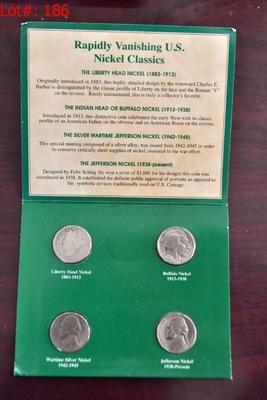 Lot#: 186
Rapidly Vanishing U.S.
Nickel Classics
THE LIBERTY HEAD NICKEL (1883-1913)
Originally introduced in 1883, this highly detailed design by the renowned Charles E.
Barber is distinguished by the classic profile of Liberty on the face and the Roman "V"
on the reverse. Rarely encountered, this is truly a collector's favorite.
THE INDIAN HEAD OR BUFFALO NICKEL (1913-1938)
Introduced in 1913, this distinctive coin celebrated the early West with its classic
profile of an American Indian on the obverse and an American Bison on the reverse.
THE SILVER WARTIME JEFFERSON NICKEL (1942-1945)
This special minting composed of a silver alloy, was issued from 1942-1945 in order
to conserve critically short supplies of nickel, essential to the war effort.
THE JEFFERSON NICKEL (1938-present)
Designed by Felix Schlag the won a prize of $1,000 for his design; this coin was
introduced in 1938. It established the definite public approval of portraits as opposed to
the symbolic devices traditionally used on U.S. Coinage.
Liberty Head Nickel
1883-1913
Buffalo Nickel
1913-1938
Wartime Silver Nickel
1942-1945
Jefferson Nickel
1938-Present